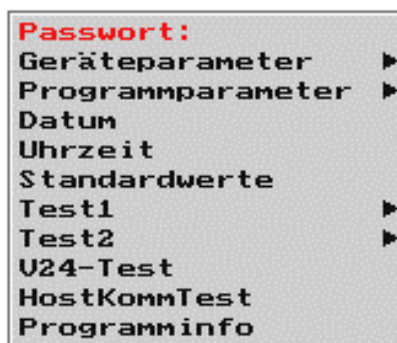 Passwort:
Geräteparameter
Programmparameter
Datum
Uhrzeit
Standardwerte
Test1
Test2
V24-Test
HostKommTest
Programminfo